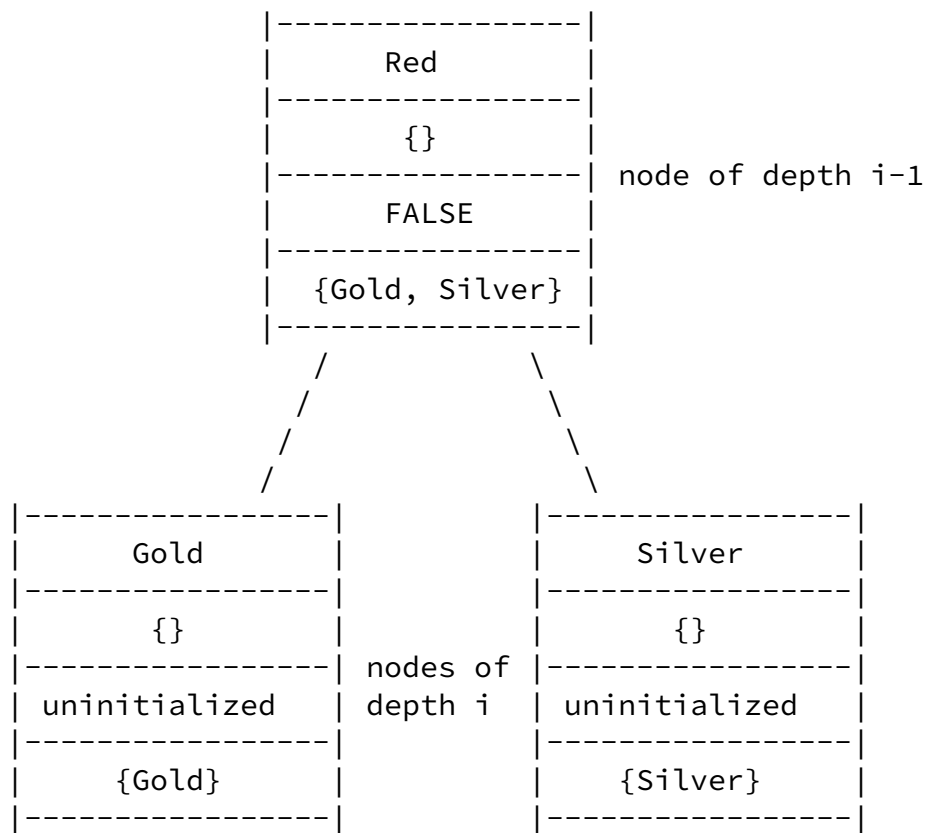 Red
{}
node of depth i-1
FALSE
{Gold, Silver}
Gold
Silver
{}
{}
nodes of
depth i
uninitialized
uninitialized
{Gold}
{Silver}